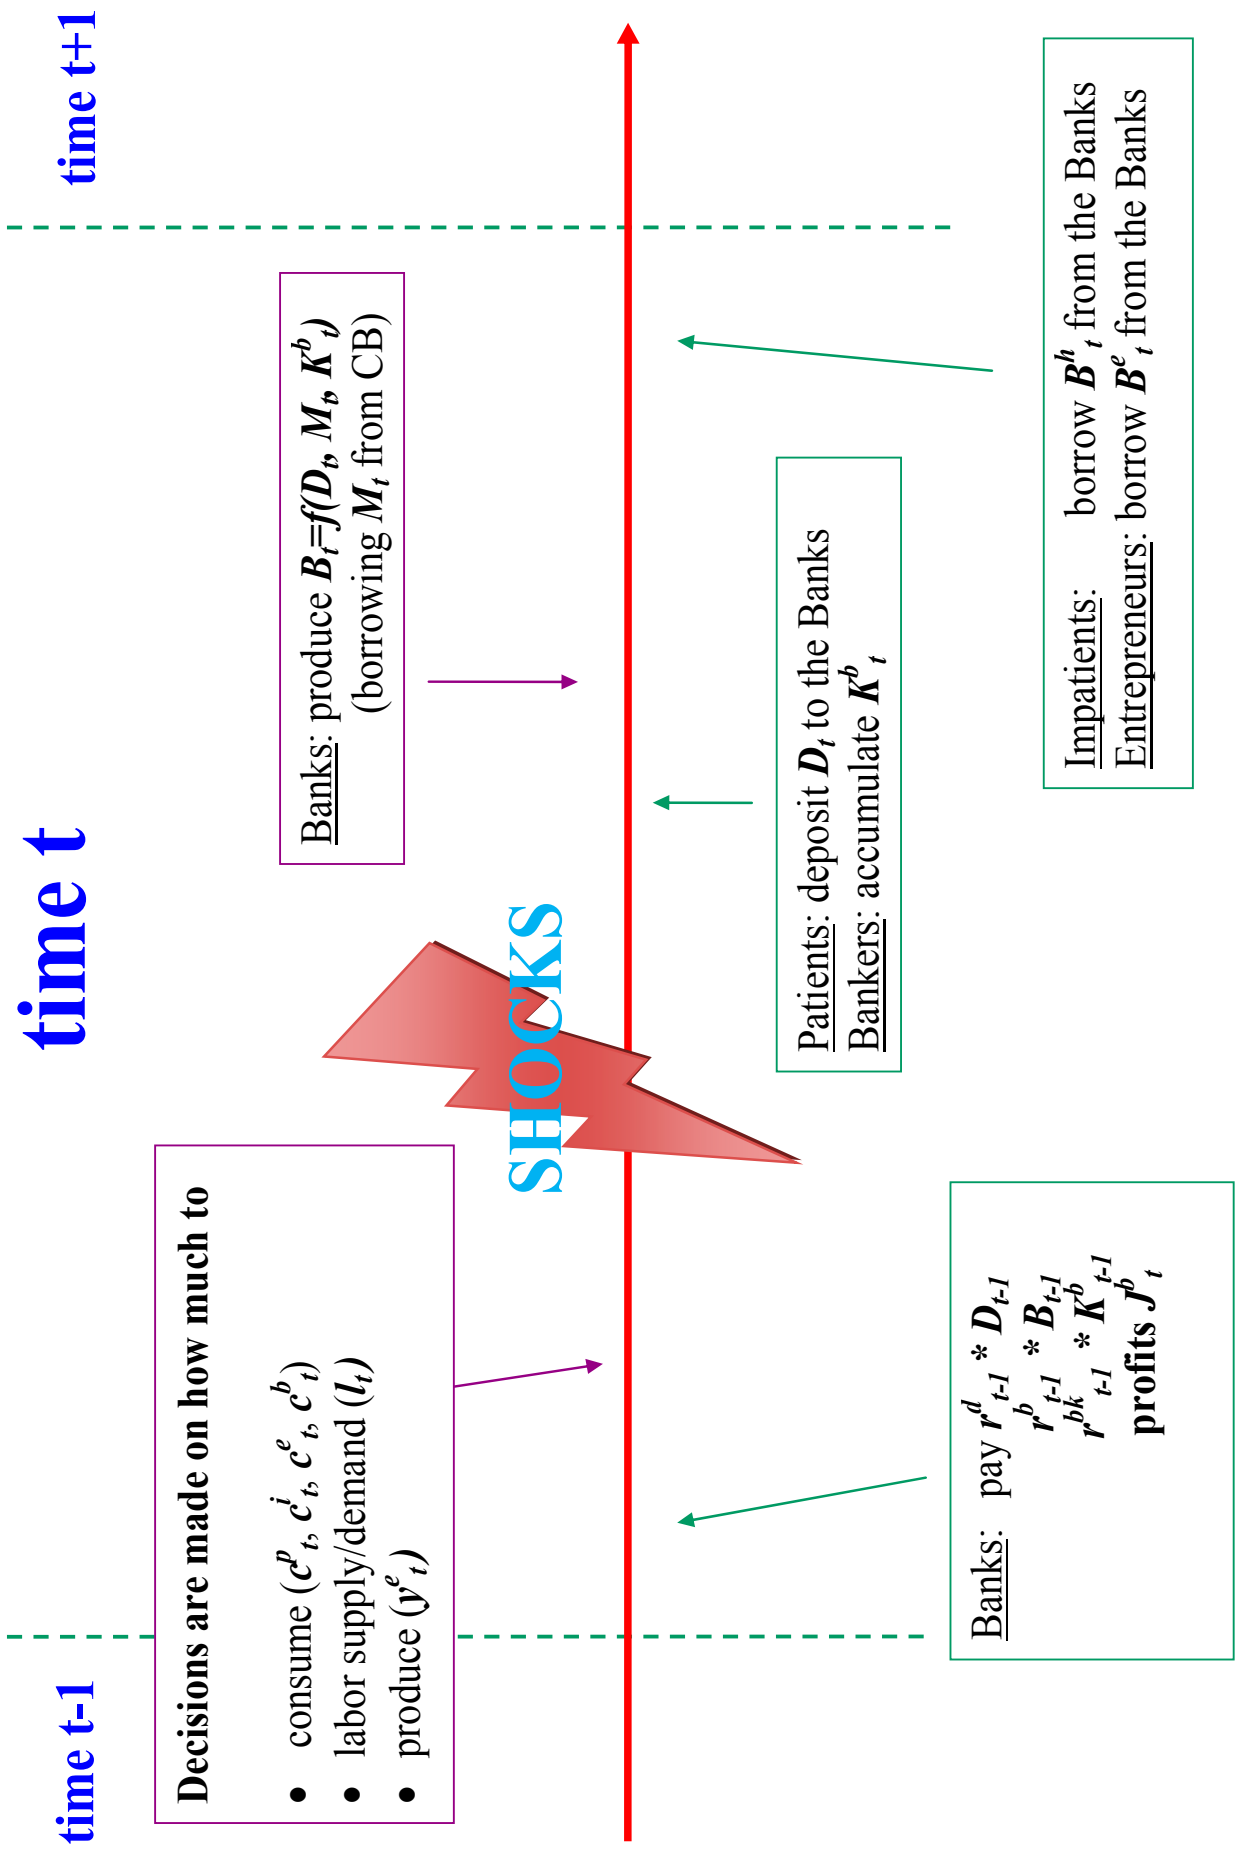 time t-1
time t
time t+1
Decisions are made on how much to
• consume (c^p_t, c^i_t, c^e_t, c^b_t)
• labor supply/demand (l_t)
• produce (y^e_t)
Banks: produce B_t=f(D_t, M_t, K^b_t)
(borrowing M_t from CB)
SHOCKS
Banks: pay r^d_{t-1} * D_{t-1}
r^b_{t-1} * B_{t-1}
r^{bk}_{t-1} * K^b_{t-1}
profits J^b_t
Patients: deposit D_t to the Banks
Bankers: accumulate K^b_t
Impatients: borrow B^h_t from the Banks
Entrepreneurs: borrow B^e_t from the Banks